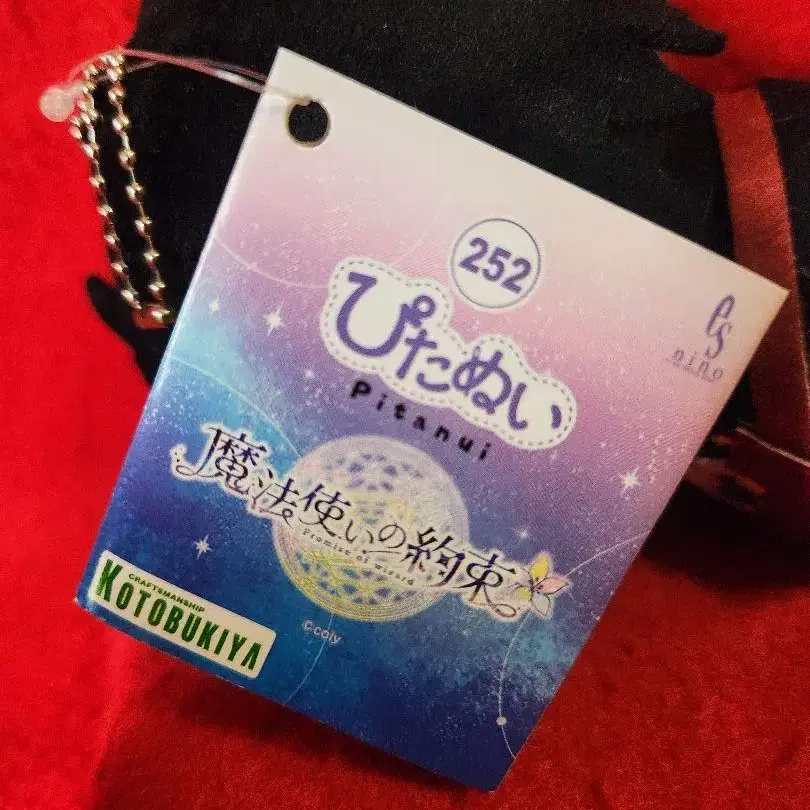 252
ぴたぬい
Pitanui
es
nino
魔法使いの約束
Promise of wizard
CRAFTSMANSHIP
KOTOBUKIYA
©coly